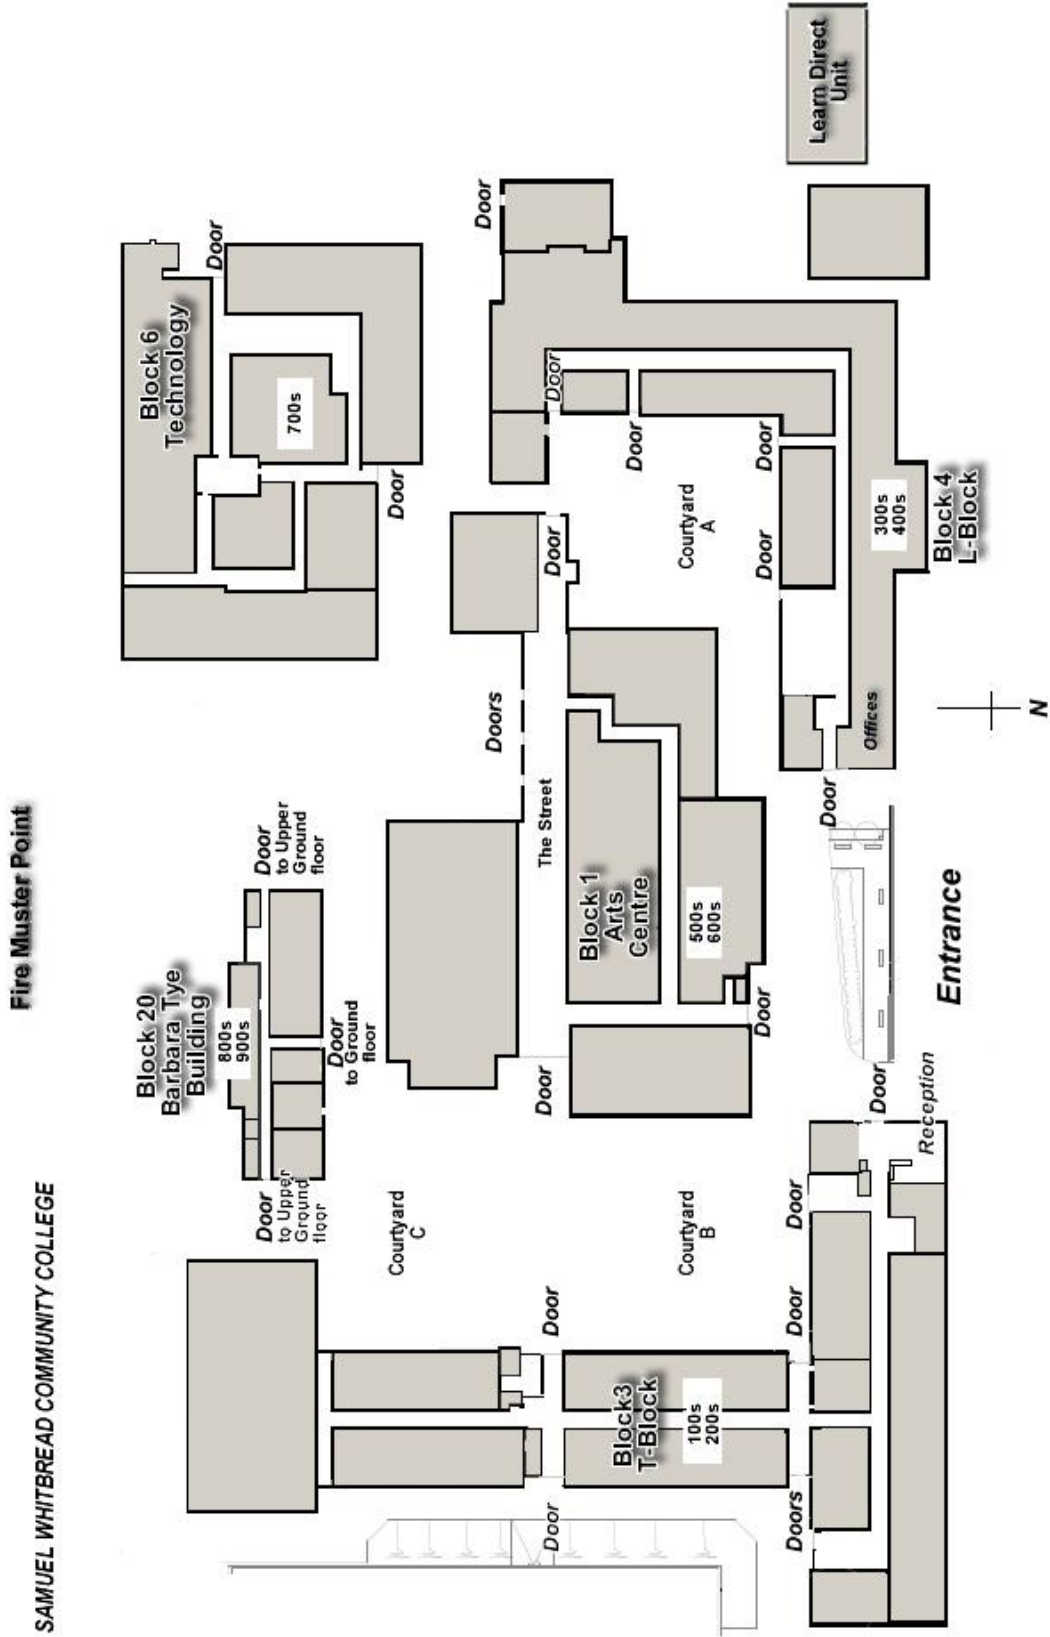 SAMUEL WHITBREAD COMMUNITY COLLEGE
Fire Muster Point
Block 20
Barbara Tye
Building
800s
900s
Door
to Upper
Ground
floor
Door
to Ground
floor
Door
to Upper
Ground
floor
Block 6
Technology
700s
Door
Door
Courtyard
C
Door
Doors
The Street
Door
Door
Door
Door
Door
Block 1
Arts
Centre
500s
600s
Door
Courtyard
A
Door
Door
Door
Block3
T-Block
100s
200s
Courtyard
B
Doors
Door
Door
Door
Reception
Entrance
Door
Offices
300s
400s
Block 4
L-Block
Learn Direct
Unit
N